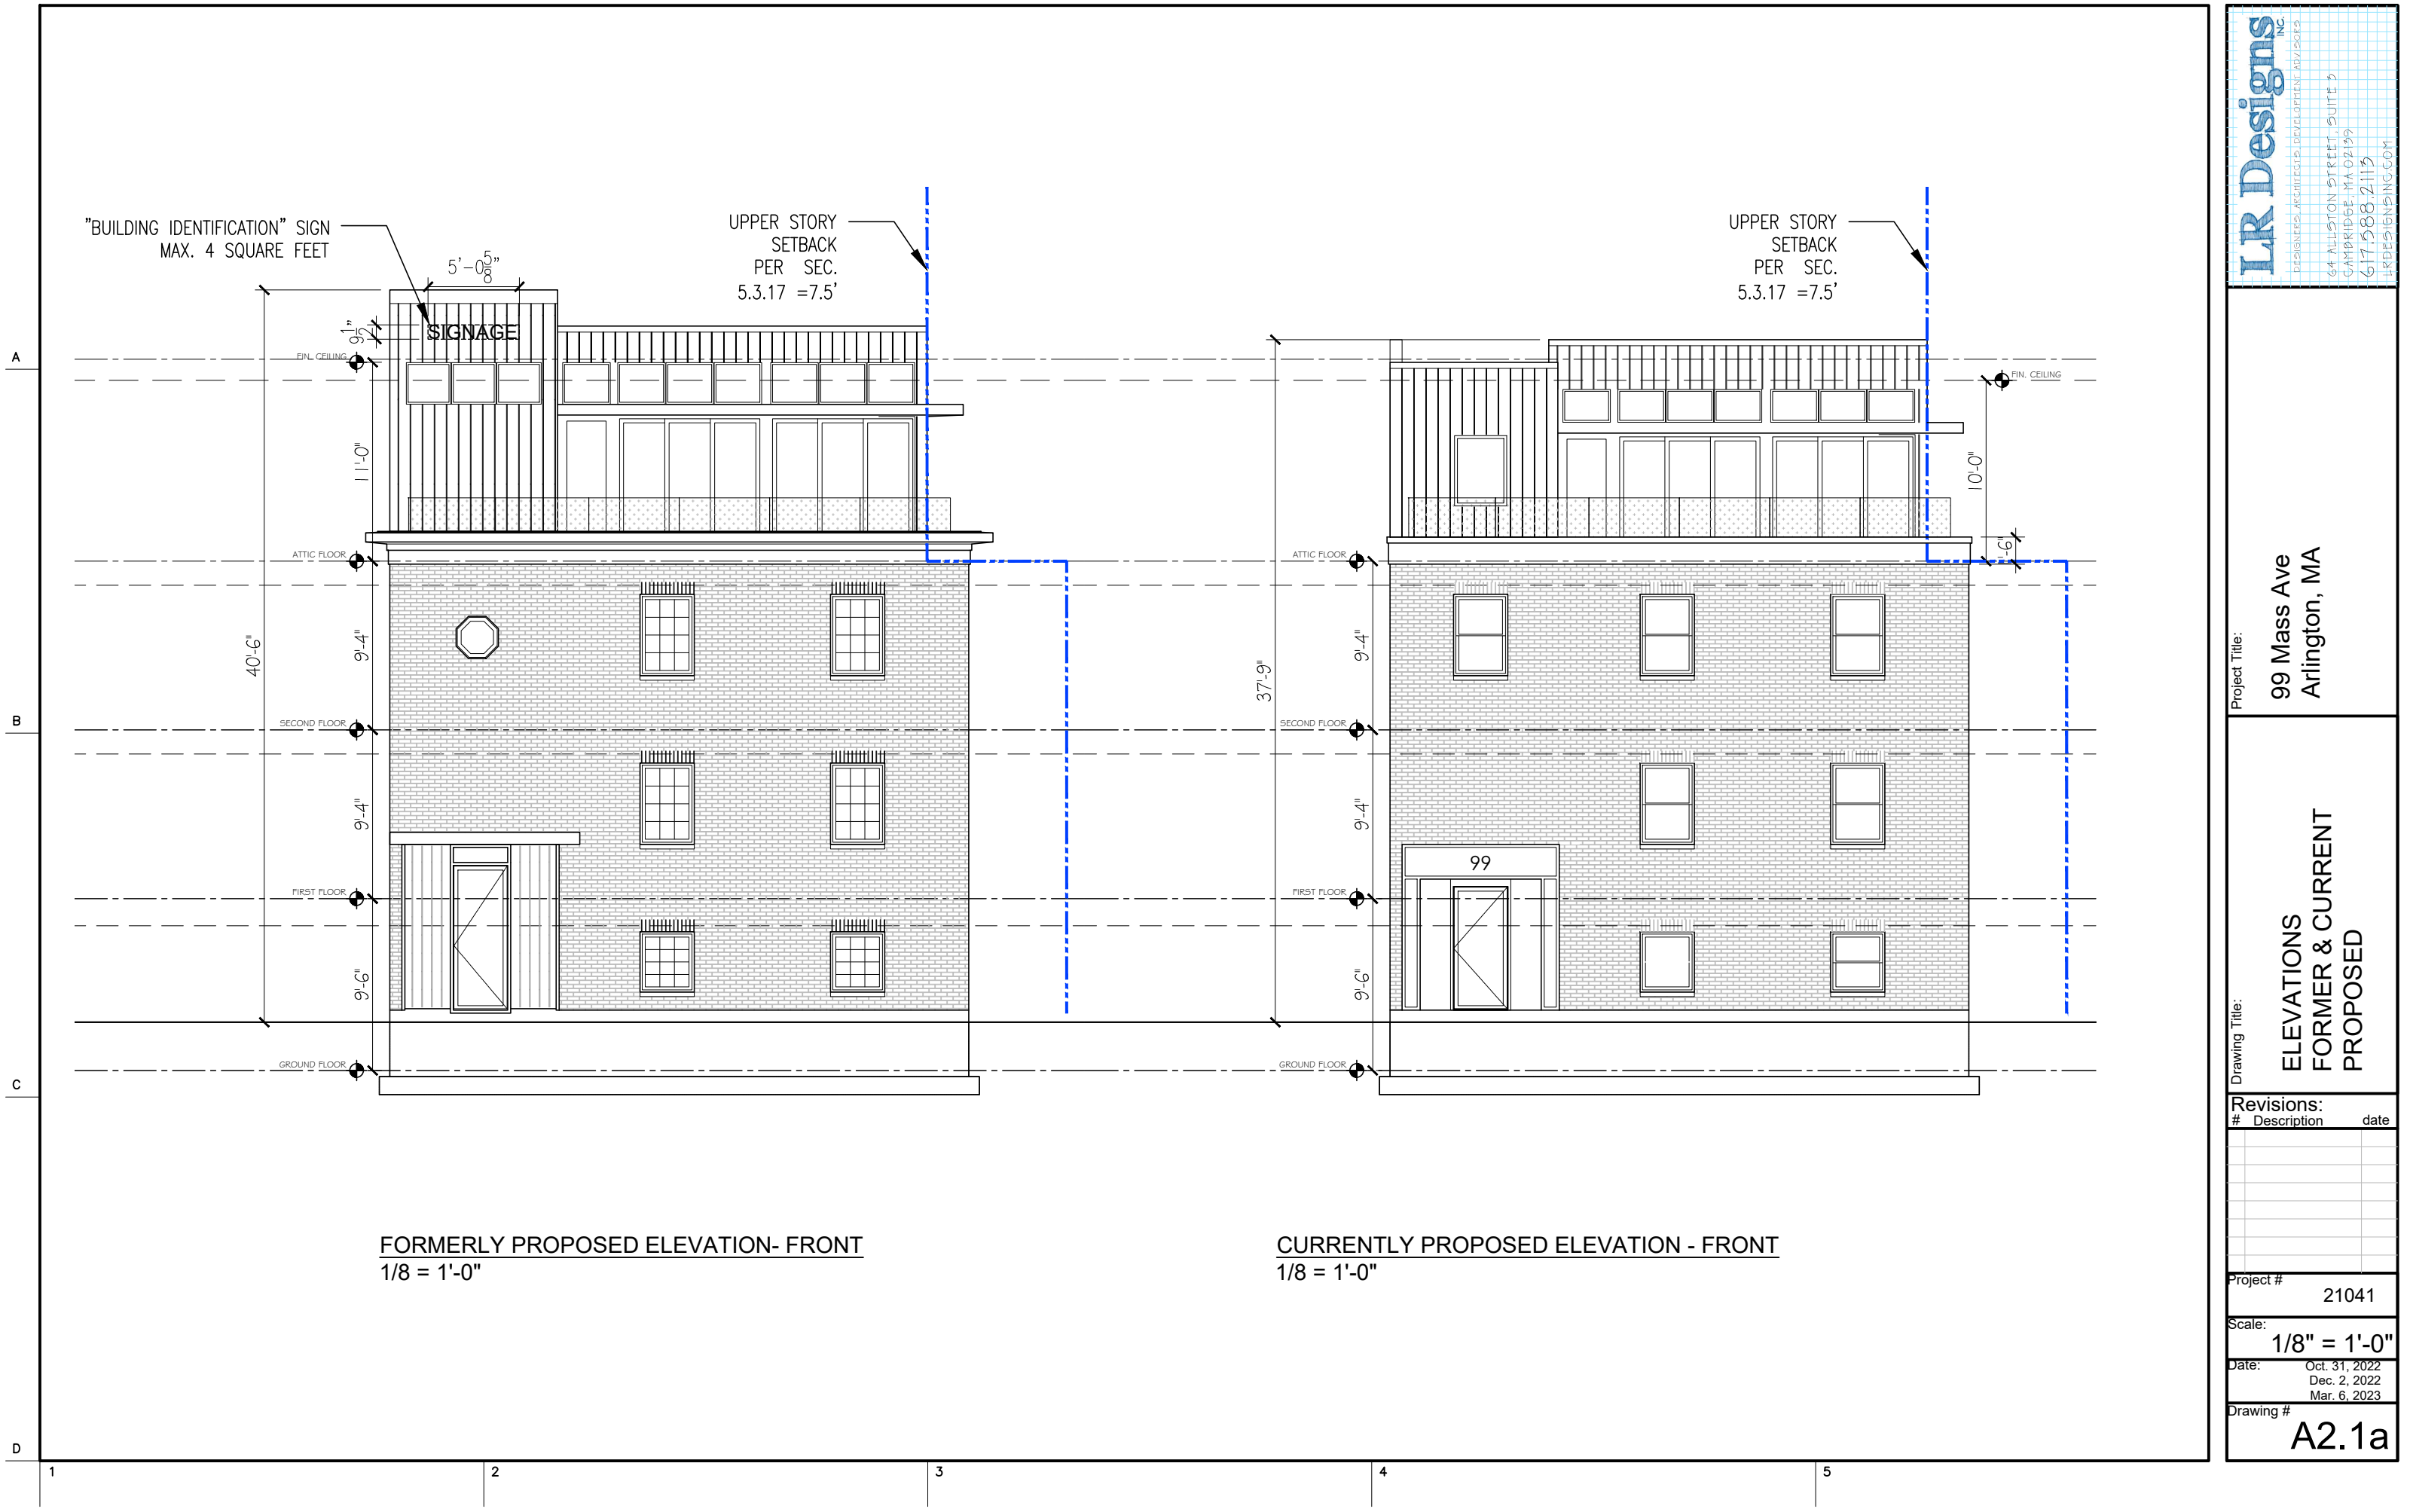 "BUILDING IDENTIFICATION" SIGN
MAX. 4 SQUARE FEET
5'-0 5/8"
9 1/2"
SIGNAGE
UPPER STORY
SETBACK
PER SEC.
5.3.17 =7.5'
FIN. CEILING
11'-0"
ATTIC FLOOR
40'-6"
9'-4"
SECOND FLOOR
9'-4"
FIRST FLOOR
9'-6"
GROUND FLOOR
FORMERLY PROPOSED ELEVATION- FRONT
1/8 = 1'-0"
UPPER STORY
SETBACK
PER SEC.
5.3.17 =7.5'
FIN. CEILING
10'-0"
ATTIC FLOOR
37'-9"
9'-4"
SECOND FLOOR
9'-4"
99
FIRST FLOOR
9'-6"
GROUND FLOOR
CURRENTLY PROPOSED ELEVATION - FRONT
1/8 = 1'-0"
A
B
C
D
1
2
3
4
5
LR Designs
INC.
DESIGNERS, ARCHITECTS, DEVELOPMENT ADVISORS
64 ALLSTON STREET, SUITE 3
CAMBRIDGE, MA 02139
617.588.2113
LRDESIGNSINC.COM
Project Title:
99 Mass Ave
Arlington, MA
Drawing Title:
ELEVATIONS
FORMER & CURRENT
PROPOSED
Revisions:
# Description date
Project #
21041
Scale:
1/8" = 1'-0"
Date:
Oct. 31, 2022
Dec. 2, 2022
Mar. 6, 2023
Drawing #
A2.1a